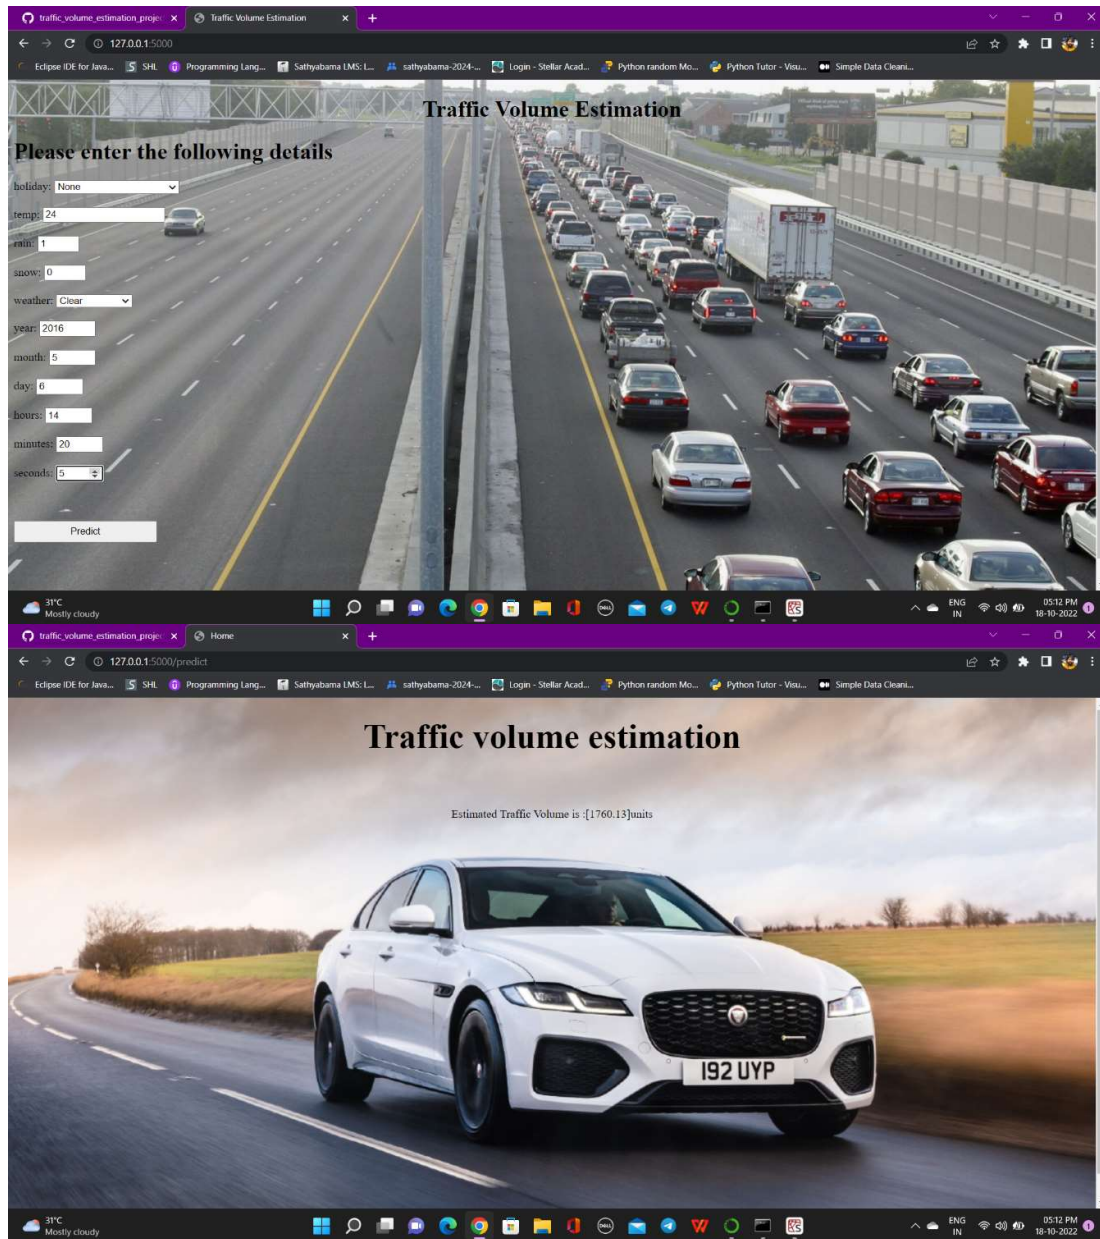 traffic_volume_estimation_projec
Traffic Volume Estimation
127.0.0.1:5000
Eclipse IDE for Java... SHL Programming Lang... Sathyabama LMS: L... sathyabama-2024-... Login - Stellar Acad... Python random Mo... Python Tutor - Visu... Simple Data Cleani...
Traffic Volume Estimation
Please enter the following details
holiday: None
temp: 24
rain: 1
snow: 0
weather: Clear
year: 2016
month: 5
day: 6
hours: 14
minutes: 20
seconds: 5
Predict
31°C
Mostly cloudy
DELL
ENG
IN
05:12 PM
18-10-2022
1
traffic_volume_estimation_projec
Home
127.0.0.1:5000/predict
Eclipse IDE for Java... SHL Programming Lang... Sathyabama LMS: L... sathyabama-2024-... Login - Stellar Acad... Python random Mo... Python Tutor - Visu... Simple Data Cleani...
Traffic volume estimation
Estimated Traffic Volume is :[1760.13]units
192 UYP
31°C
Mostly cloudy
DELL
ENG
IN
05:12 PM
18-10-2022
1